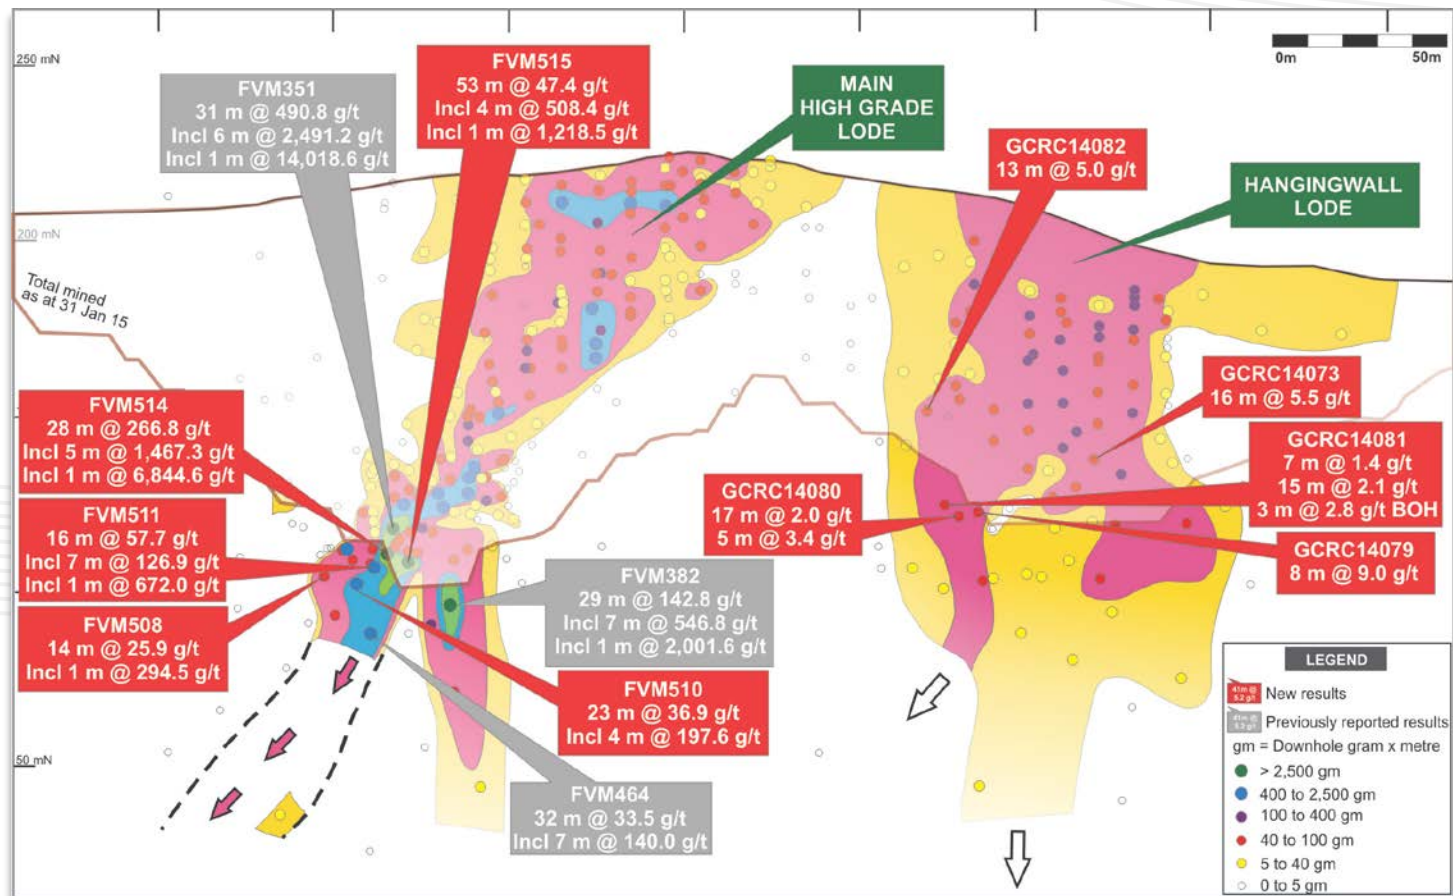 250 mN
0m 50m
FVM351
31 m @ 490.8 g/t
Incl 6 m @ 2,491.2 g/t
Incl 1 m @ 14,018.6 g/t
FVM515
53 m @ 47.4 g/t
Incl 4 m @ 508.4 g/t
Incl 1 m @ 1,218.5 g/t
MAIN
HIGH GRADE
LODE
GCRC14082
13 m @ 5.0 g/t
HANGINGWALL
LODE
200 mN
Total mined
as at 31 Jan 15
FVM514
28 m @ 266.8 g/t
Incl 5 m @ 1,467.3 g/t
Incl 1 m @ 6,844.6 g/t
GCRC14073
16 m @ 5.5 g/t
GCRC14081
7 m @ 1.4 g/t
15 m @ 2.1 g/t
3 m @ 2.8 g/t BOH
GCRC14080
17 m @ 2.0 g/t
5 m @ 3.4 g/t
FVM511
16 m @ 57.7 g/t
Incl 7 m @ 126.9 g/t
Incl 1 m @ 672.0 g/t
GCRC14079
8 m @ 9.0 g/t
FVM382
29 m @ 142.8 g/t
Incl 7 m @ 546.8 g/t
Incl 1 m @ 2,001.6 g/t
FVM508
14 m @ 25.9 g/t
Incl 1 m @ 294.5 g/t
FVM510
23 m @ 36.9 g/t
Incl 4 m @ 197.6 g/t
50 mN
FVM464
32 m @ 33.5 g/t
Incl 7 m @ 140.0 g/t
LEGEND
41m @
5.2 g/t
New results
41m @
5.2 g/t
Previously reported results
gm = Downhole gram x metre
> 2,500 gm
400 to 2,500 gm
100 to 400 gm
40 to 100 gm
5 to 40 gm
0 to 5 gm